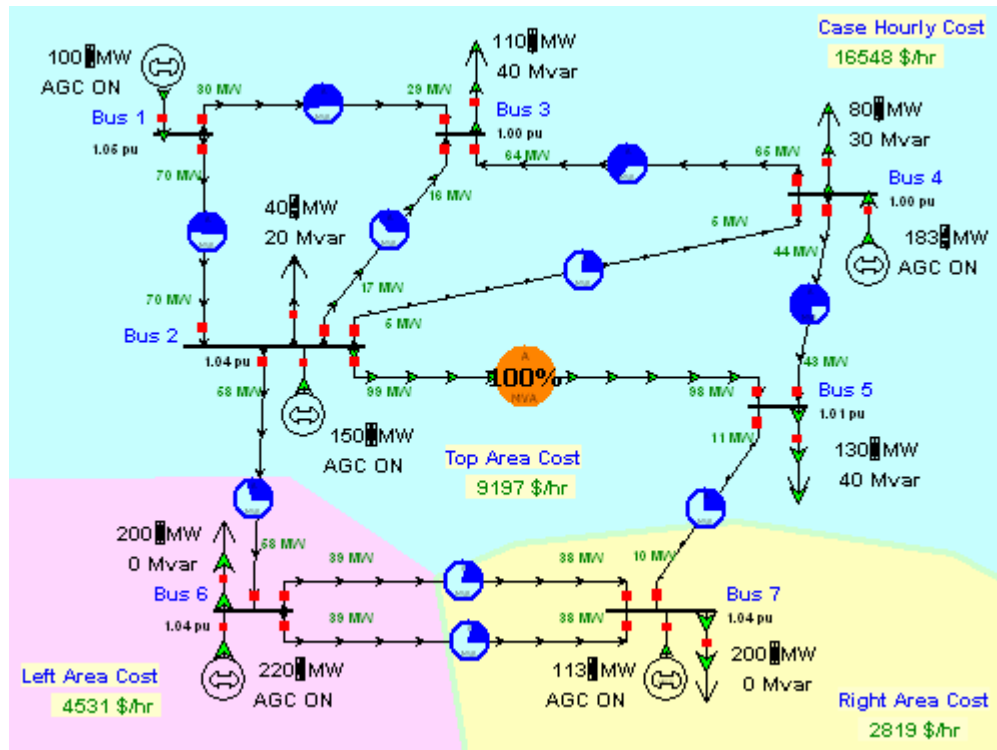 Case Hourly Cost
16548 $/hr
100 MW
AGC ON
Bus 1
1.05 pu
30 MW
29 MW
110 MW
40 Mvar
Bus 3
1.00 pu
64 MW
65 MW
80 MW
30 Mvar
Bus 4
1.00 pu
183 MW
AGC ON
70 MW
70 MW
40 MW
20 Mvar
16 MW
17 MW
5 MW
5 MW
44 MW
43 MW
Bus 2
1.04 pu
58 MW
150 MW
AGC ON
99 MW
A
100%
MVA
98 MW
Bus 5
1.01 pu
130 MW
40 Mvar
11 MW
Top Area Cost
9197 $/hr
200 MW
0 Mvar
58 MW
Bus 6
1.04 pu
39 MW
38 MW
39 MW
38 MW
10 MW
Bus 7
1.04 pu
220 MW
AGC ON
113 MW
AGC ON
200 MW
0 Mvar
Left Area Cost
4531 $/hr
Right Area Cost
2819 $/hr